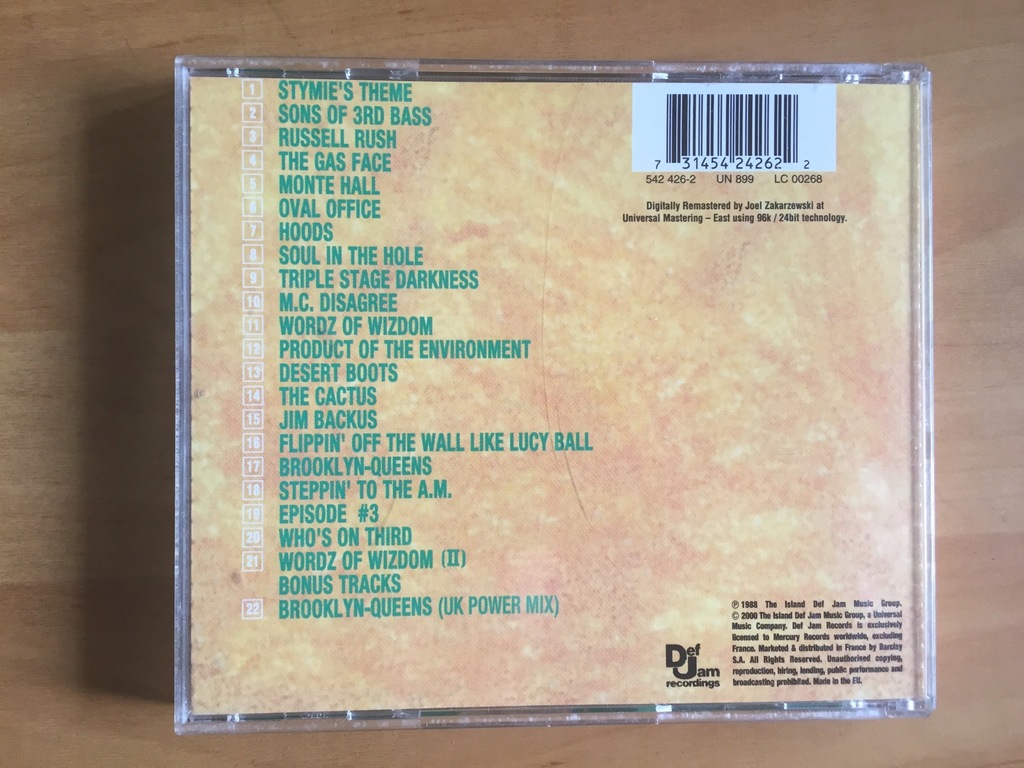 1 STYMIE'S THEME
2 SONS OF 3RD BASS
3 RUSSELL RUSH
4 THE GAS FACE
5 MONTE HALL
6 OVAL OFFICE
7 HOODS
8 SOUL IN THE HOLE
9 TRIPLE STAGE DARKNESS
10 M.C. DISAGREE
11 WORDZ OF WIZDOM
12 PRODUCT OF THE ENVIRONMENT
13 DESERT BOOTS
14 THE CACTUS
15 JIM BACKUS
16 FLIPPIN' OFF THE WALL LIKE LUCY BALL
17 BROOKLYN-QUEENS
18 STEPPIN' TO THE A.M.
19 EPISODE #3
20 WHO'S ON THIRD
21 WORDZ OF WIZDOM (II)
BONUS TRACKS
22 BROOKLYN-QUEENS (UK POWER MIX)
7 31454 24262 2
542 426-2 UN 899 LC 00268
Digitally Remastered by Joel Zakarzewski at
Universal Mastering – East using 96k / 24bit technology.
Def
Jam
recordings
℗ 1988 The Island Def Jam Music Group.
© 2000 The Island Def Jam Music Group, a Universal
Music Company. Def Jam Records is exclusively
licensed to Mercury Records worldwide, excluding
France. Marketed & distributed in France by Barclay
S.A. All Rights Reserved. Unauthorised copying,
reproduction, hiring, lending, public performance and
broadcasting prohibited. Made in the EU.